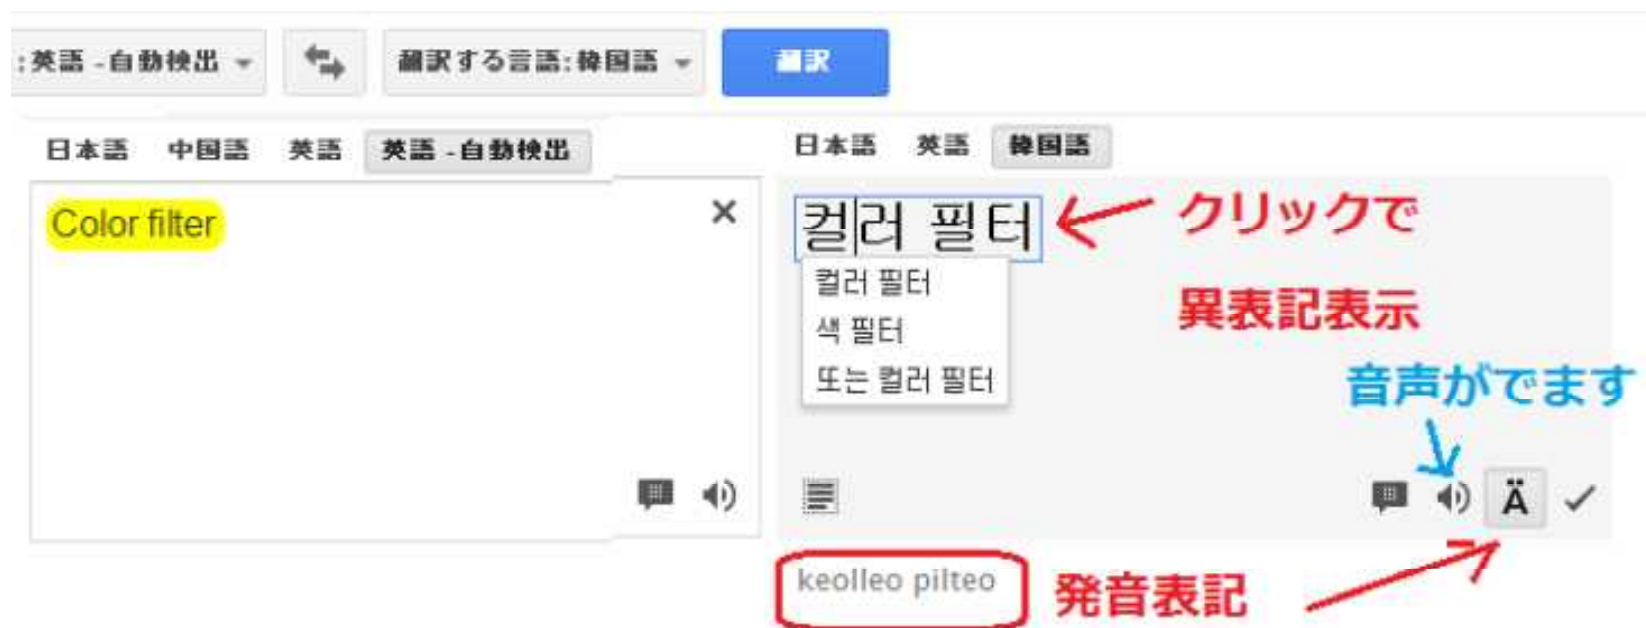 :英語 - 自動検出
翻訳する言語: 韓国語
翻訳
日本語 中国語 英語 英語 - 自動検出
日本語 英語 韓国語
Color filter
컬러 필터
クリックで
異表記表示
컬러 필터
색 필터
또는 컬러 필터
音声がでます
Ä
keolleo pilteo
発音表記